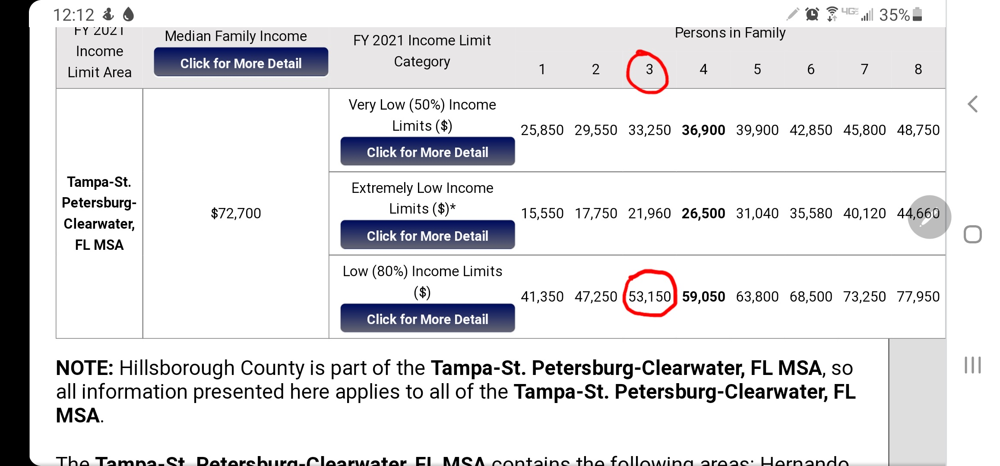 12:12 4G LTE 35%
FY 2021
Income
Limit Area
Median Family Income
Click for More Detail
FY 2021 Income Limit
Category
Persons in Family
1 2 3 4 5 6 7 8
Tampa-St.
Petersburg-
Clearwater,
FL MSA
$72,700
Very Low (50%) Income
Limits ($)
Click for More Detail
25,850 29,550 33,250 36,900 39,900 42,850 45,800 48,750
Extremely Low Income
Limits ($)*
Click for More Detail
15,550 17,750 21,960 26,500 31,040 35,580 40,120 44,660
Low (80%) Income Limits
($)
Click for More Detail
41,350 47,250 53,150 59,050 63,800 68,500 73,250 77,950
NOTE: Hillsborough County is part of the Tampa-St. Petersburg-Clearwater, FL MSA, so
all information presented here applies to all of the Tampa-St. Petersburg-Clearwater, FL
MSA.
The Tampa-St. Petersburg-Clearwater, FL MSA contains the following areas: Hernando